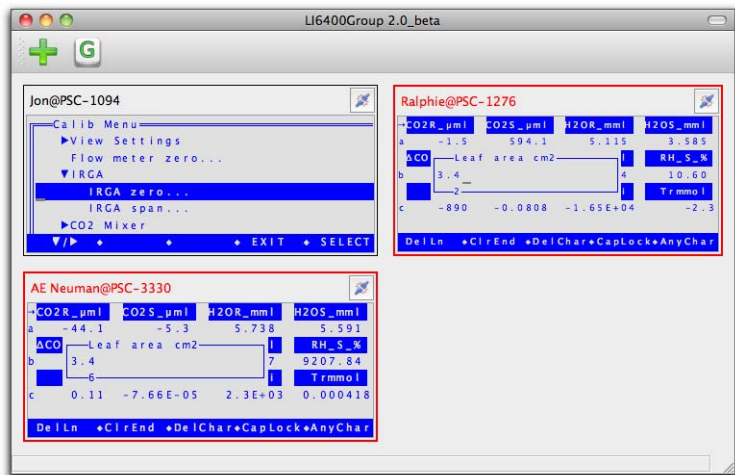 LI6400Group 2.0_beta
G
Jon@PSC-1094
Calib Menu
▶View Settings
Flow meter zero...
▼IRGA
IRGA zero...
IRGA span...
▶CO2 Mixer
▼/▶ ◆ ◆ ◆ EXIT ◆ SELECT
Ralphie@PSC-1276
→CO2R_µml CO2S_µml H2OR_mml H2OS_mml
a -1.5 594.1 5.115 3.585
ΔCO Leaf area cm2 l RH_S_%
b 3.4_ 4 10.60
2 i Trmmol
c -890 -0.0808 -1.65E+04 -2.3
DelLn ◆ClrEnd ◆DelChar◆CapLock◆AnyChar
AE Neuman@PSC-3330
→CO2R_µml CO2S_µml H2OR_mml H2OS_mml
a -44.1 -5.3 5.738 5.591
ΔCO Leaf area cm2 l RH_S_%
b 3.4 7 9207.84
6 i Trmmol
c 0.11 -7.66E-05 2.3E+03 0.000418
DelLn ◆ClrEnd ◆DelChar◆CapLock◆AnyChar